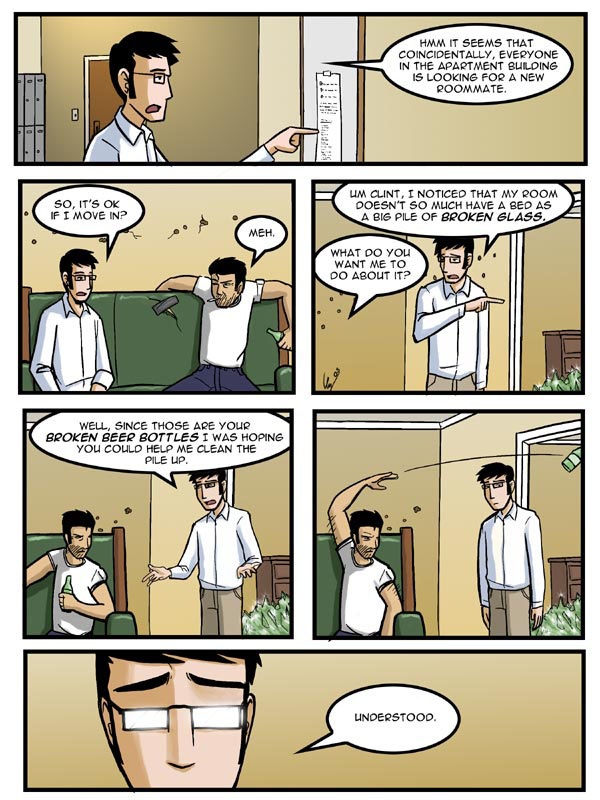 HMM IT SEEMS THAT
COINCIDENTALLY, EVERYONE
IN THE APARTMENT BUILDING
IS LOOKING FOR A NEW
ROOMMATE.
SO, IT'S OK
IF I MOVE IN?
MEH.
UM CLINT, I NOTICED THAT MY ROOM
DOESN'T SO MUCH HAVE A BED AS
A BIG PILE OF BROKEN GLASS.
WHAT DO YOU
WANT ME TO
DO ABOUT IT?
WELL, SINCE THOSE ARE YOUR
BROKEN BEER BOTTLES I WAS HOPING
YOU COULD HELP ME CLEAN THE
PILE UP.
UNDERSTOOD.